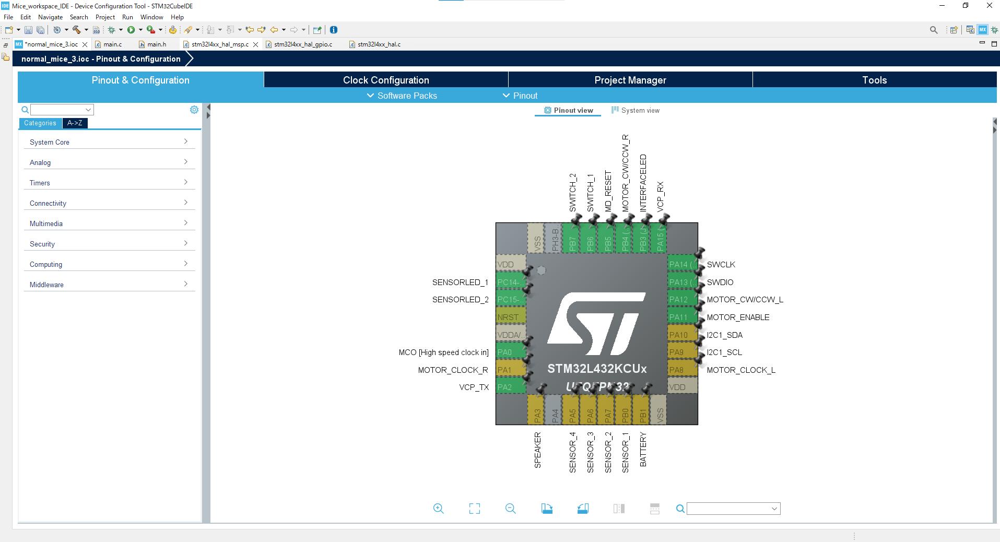 IDE Mice_workspace_IDE - Device Configuration Tool - STM32CubeIDE
File Edit Navigate Search Project Run Window Help
MX *normal_mice_3.ioc main.c main.h stm32l4xx_hal_msp.c stm32l4xx_hal_gpio.c stm32l4xx_hal.c
normal_mice_3.ioc - Pinout & Configuration
Pinout & Configuration Clock Configuration Project Manager Tools
Software Packs Pinout
Pinout view System view
Categories A->Z
System Core
Analog
Timers
Connectivity
Multimedia
Security
Computing
Middleware
SWITCH_2
SWITCH_1
MD_RESET
MOTOR_CW/CCW_R
INTERFACELED
VCP_RX
VSS
PH3-B...
PB7
PB6
PB5
PB4 (...
PB3 (J...
PA15 (...
VDD
SENSORLED_1 PC14-...
SENSORLED_2 PC15-...
NRST
VDDA/...
MCO [High speed clock in] PA0
MOTOR_CLOCK_R PA1
VCP_TX PA2
PA14 (... SWCLK
PA13 (... SWDIO
PA12 MOTOR_CW/CCW_L
PA11 MOTOR_ENABLE
PA10 I2C1_SDA
PA9 I2C1_SCL
PA8 MOTOR_CLOCK_L
VDD
ST
STM32L432KCUx
UFQFPN32
PA3
PA4
PA5
PA6
PA7
PB0
PB1
VSS
SPEAKER
SENSOR_4
SENSOR_3
SENSOR_2
SENSOR_1
BATTERY